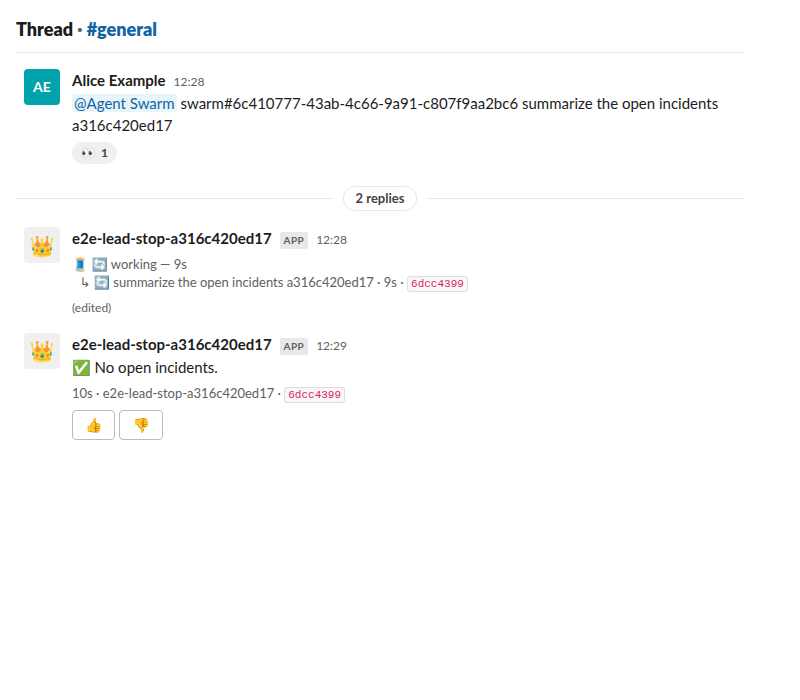 Thread • #general
AE
Alice Example 12:28
@Agent Swarm swarm#6c410777-43ab-4c66-9a91-c807f9aa2bc6 summarize the open incidents
a316c420ed17
👀 1
2 replies
e2e-lead-stop-a316c420ed17 APP 12:28
🧵 🔄 working — 9s
↳ 🔄 summarize the open incidents a316c420ed17 · 9s · 6dcc4399
(edited)
e2e-lead-stop-a316c420ed17 APP 12:29
✅ No open incidents.
10s · e2e-lead-stop-a316c420ed17 · 6dcc4399
👍 👎